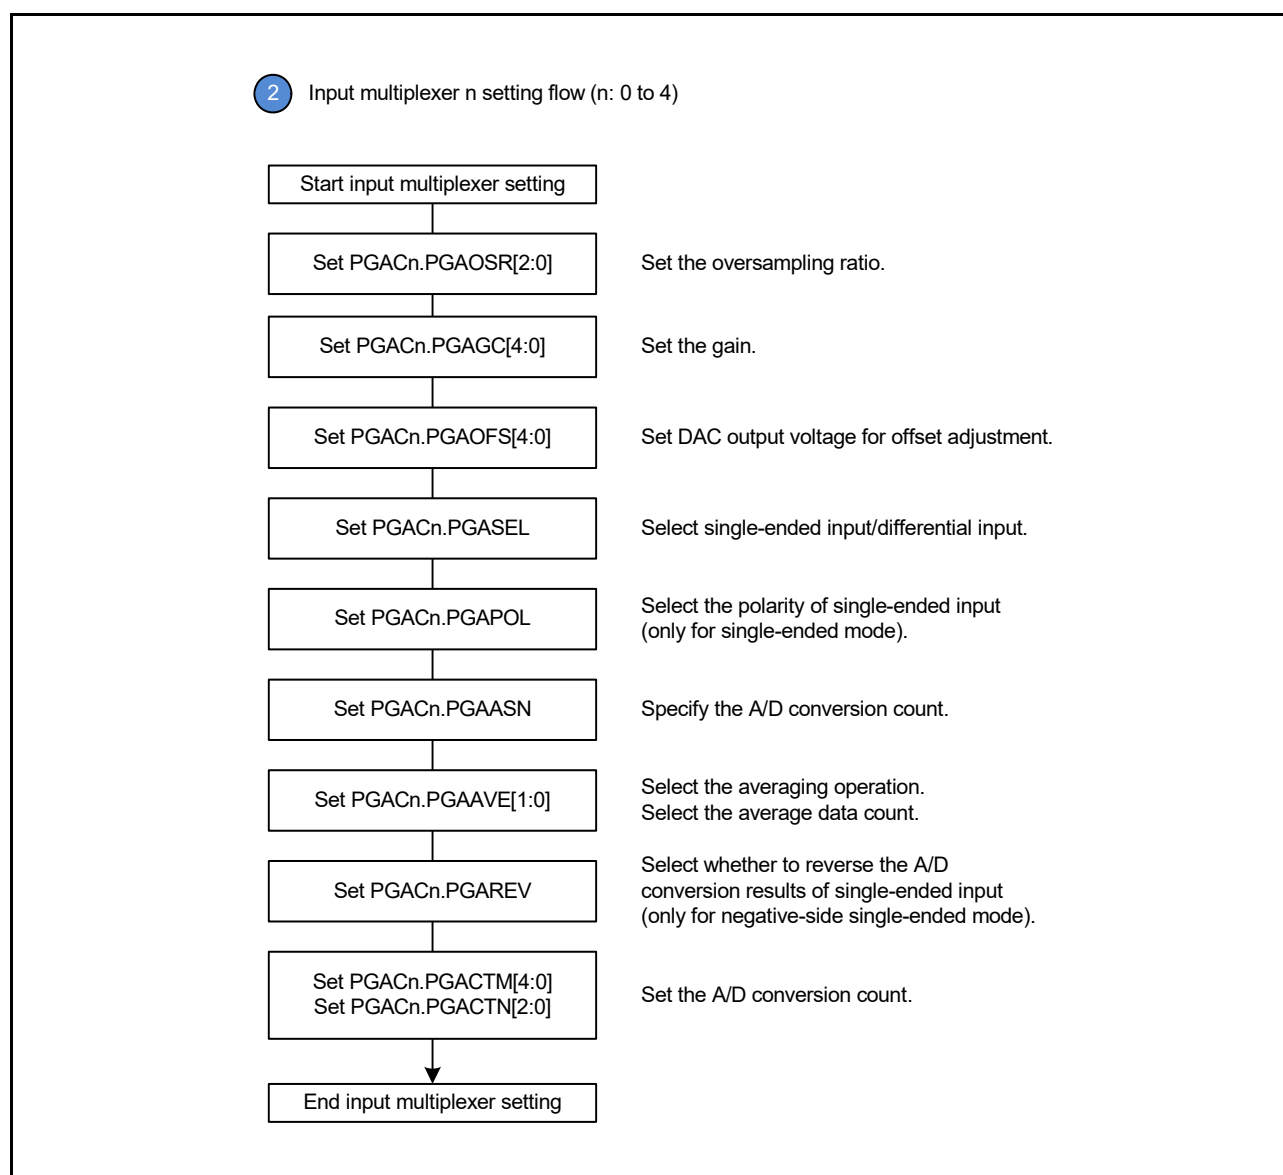 2 Input multiplexer n setting flow (n: 0 to 4)
Start input multiplexer setting
Set PGACn.PGAOSR[2:0] Set the oversampling ratio.
Set PGACn.PGAGC[4:0] Set the gain.
Set PGACn.PGAOFS[4:0] Set DAC output voltage for offset adjustment.
Set PGACn.PGASEL Select single-ended input/differential input.
Set PGACn.PGAPOL
Select the polarity of single-ended input
(only for single-ended mode).
Set PGACn.PGAASN Specify the A/D conversion count.
Set PGACn.PGAAVE[1:0]
Select the averaging operation.
Select the average data count.
Set PGACn.PGAREV
Select whether to reverse the A/D
conversion results of single-ended input
(only for negative-side single-ended mode).
Set PGACn.PGACTM[4:0]
Set PGACn.PGACTN[2:0]
Set the A/D conversion count.
End input multiplexer setting